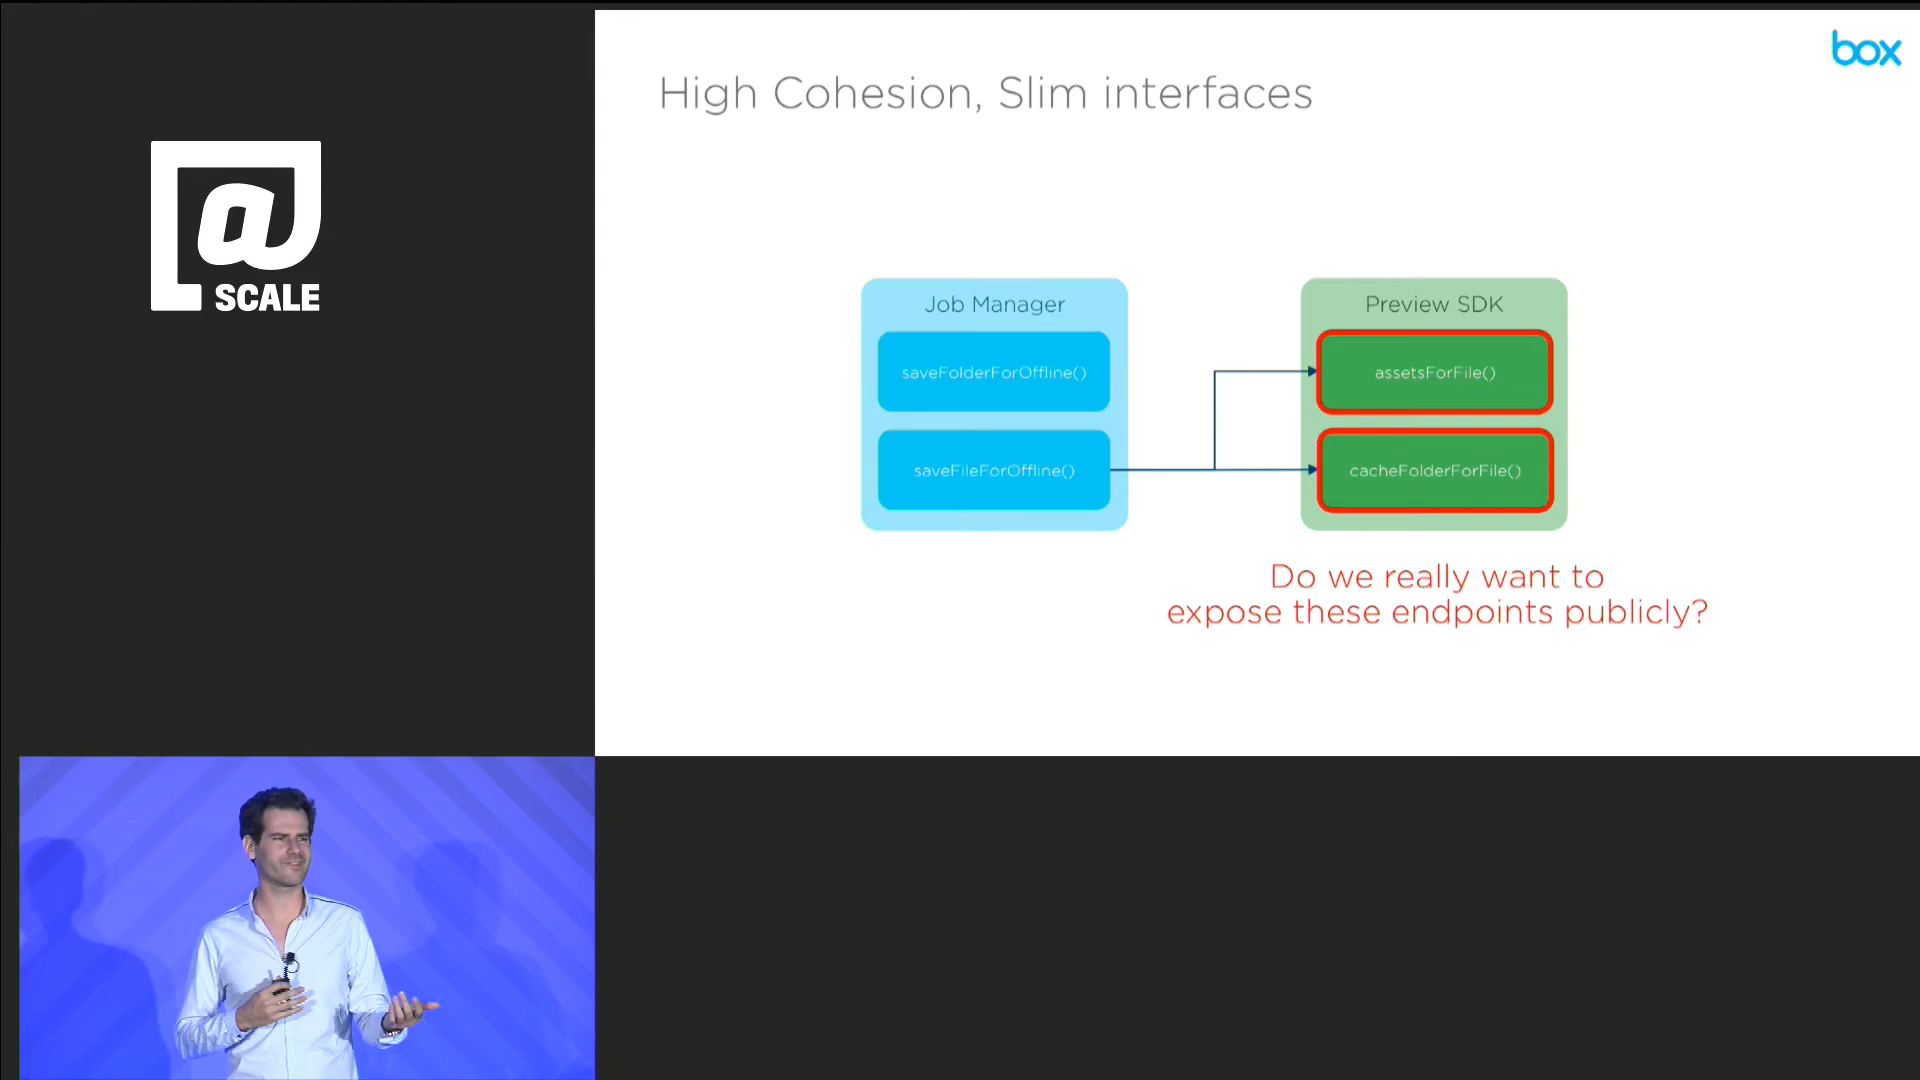 box
High Cohesion, Slim interfaces
@
SCALE
Job Manager
saveFolderForOffline()
saveFileForOffline()
Preview SDK
assetsForFile()
cacheFolderForFile()
Do we really want to
expose these endpoints publicly?